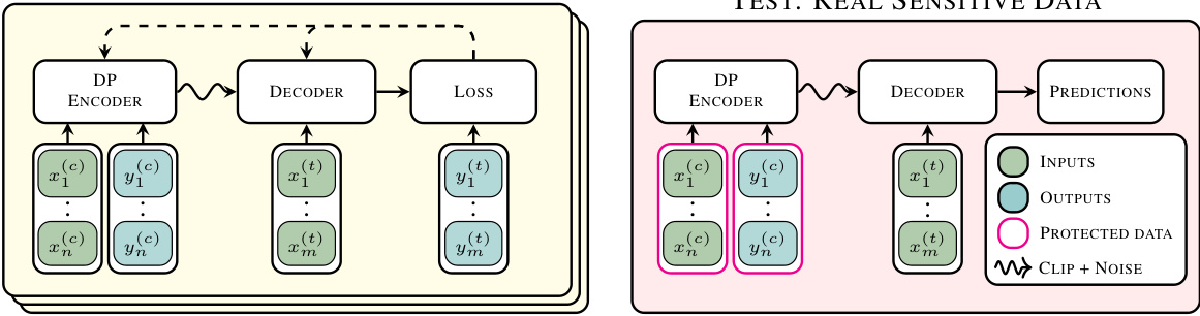 TEST: REAL SENSITIVE DATA
DP
ENCODER
DECODER
LOSS
x_1^{(c)}
y_1^{(c)}
x_1^{(t)}
y_1^{(t)}
x_n^{(c)}
y_n^{(c)}
x_m^{(t)}
y_m^{(t)}
DP
ENCODER
DECODER
PREDICTIONS
x_1^{(c)}
y_1^{(c)}
x_1^{(t)}
x_n^{(c)}
y_n^{(c)}
x_m^{(t)}
INPUTS
OUTPUTS
PROTECTED DATA
CLIP + NOISE